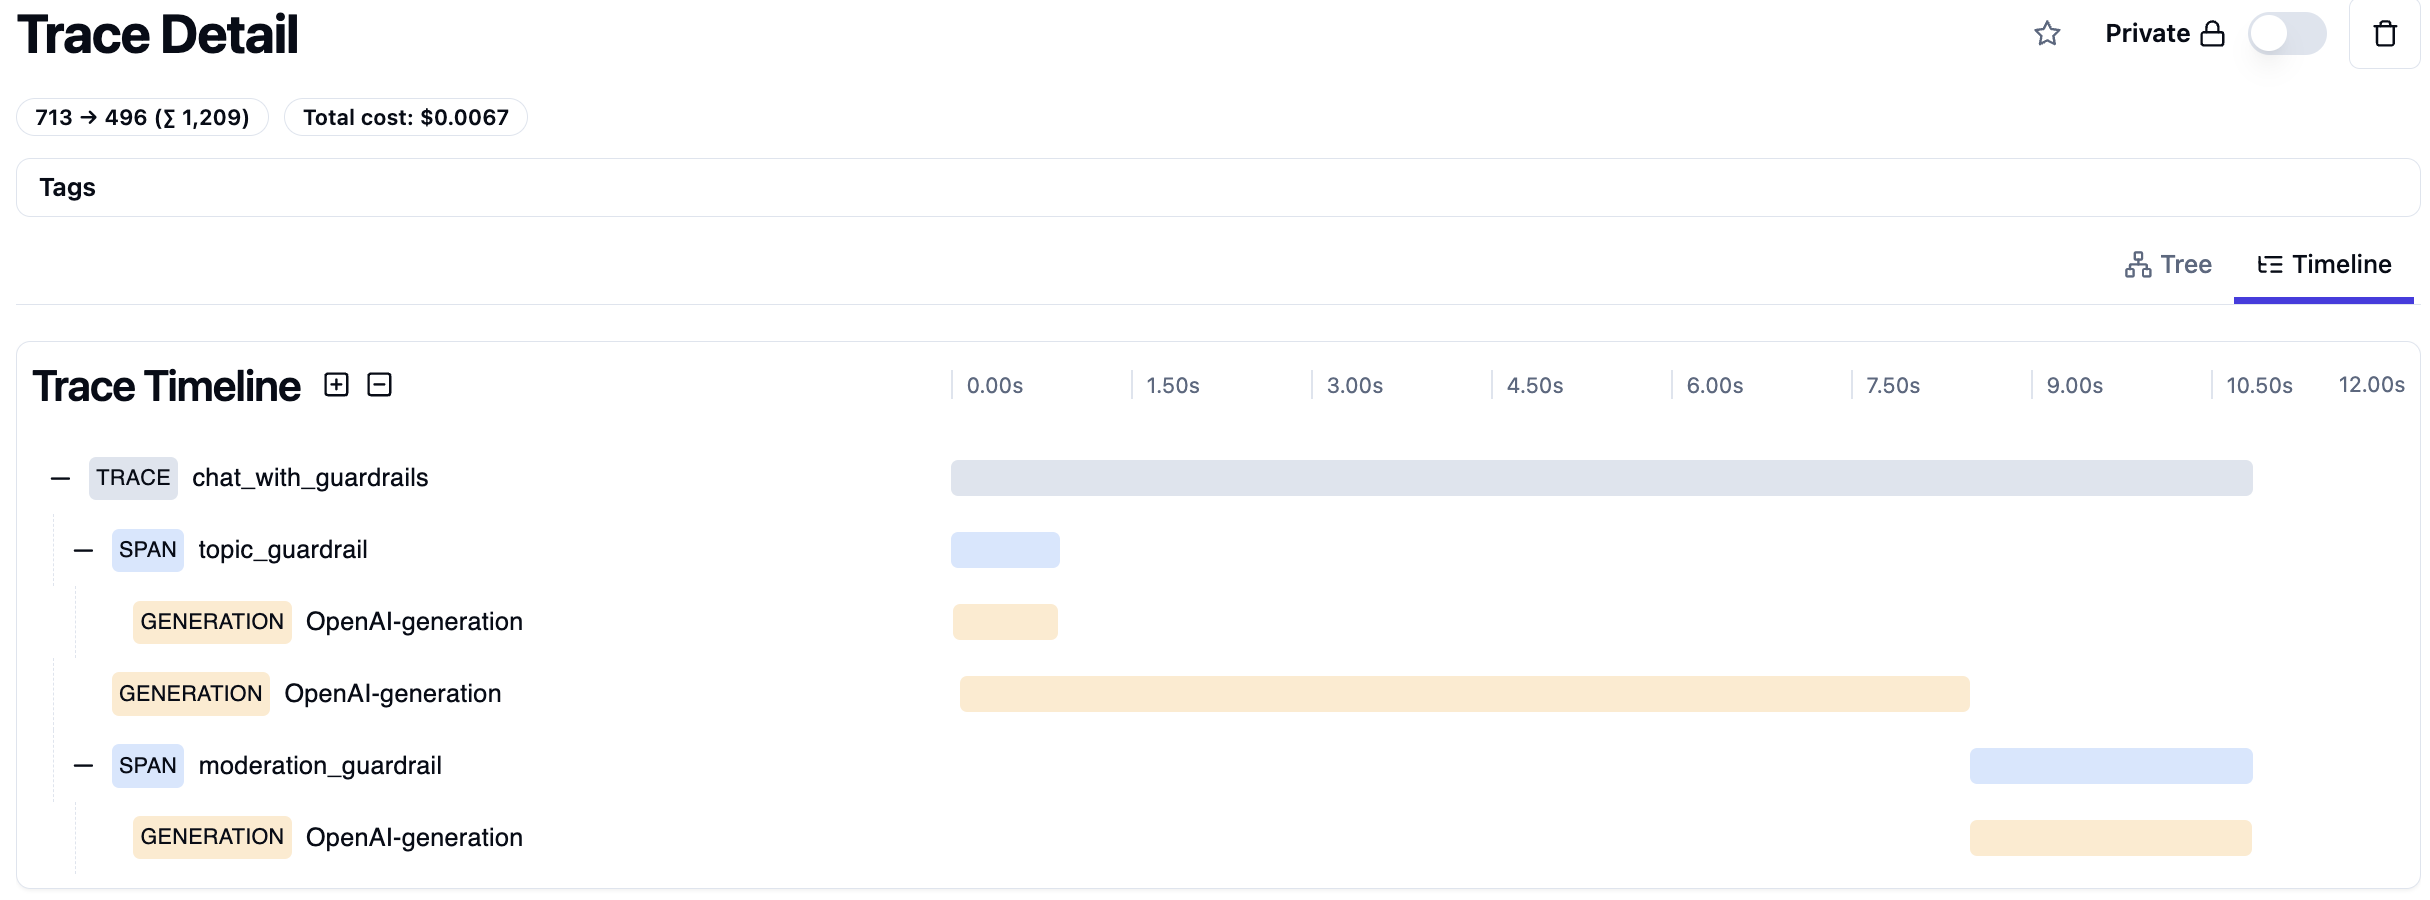 Trace Detail
Private
713 → 496 (∑ 1,209)
Total cost: $0.0067
Tags
Tree
Timeline
Trace Timeline
0.00s
1.50s
3.00s
4.50s
6.00s
7.50s
9.00s
10.50s
12.00s
TRACE chat_with_guardrails
SPAN topic_guardrail
GENERATION OpenAI-generation
GENERATION OpenAI-generation
SPAN moderation_guardrail
GENERATION OpenAI-generation